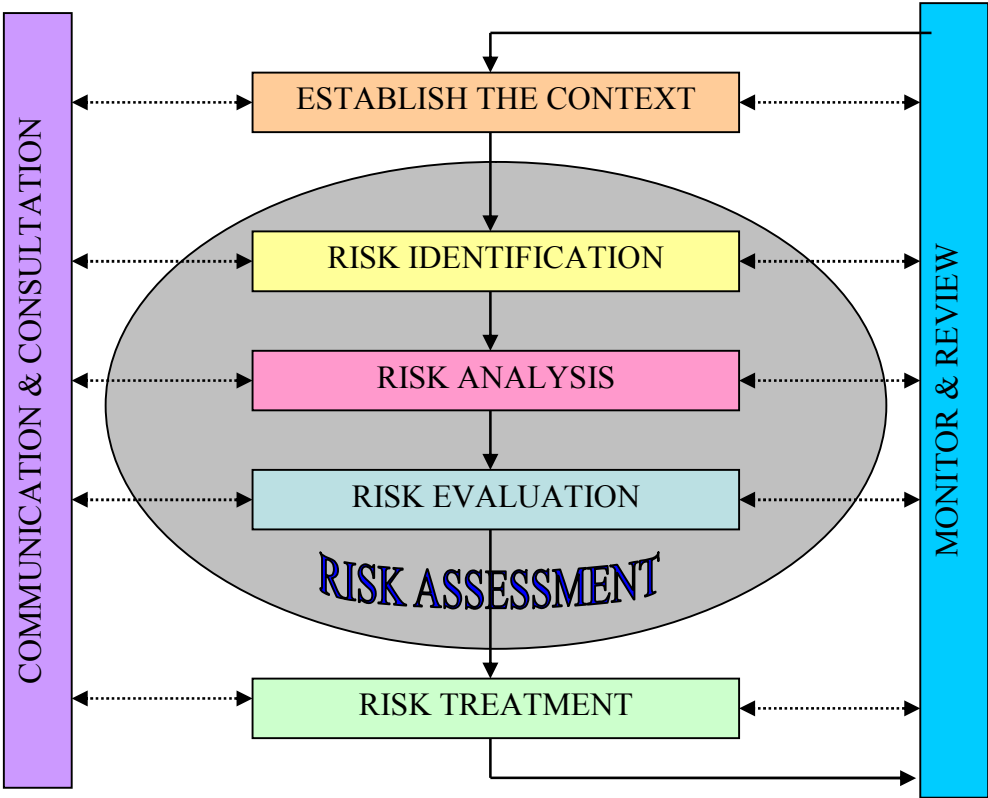 COMMUNICATION & CONSULTATION
ESTABLISH THE CONTEXT
RISK IDENTIFICATION
RISK ANALYSIS
RISK EVALUATION
RISK ASSESSMENT
RISK TREATMENT
MONITOR & REVIEW